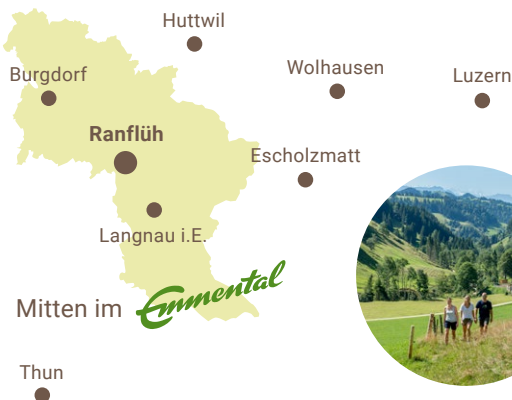 Huttwil
Burgdorf
Wolhausen
Luzern
Ranflüh
Escholzmatt
Langnau i.E.
Mitten im Emmental
Thun